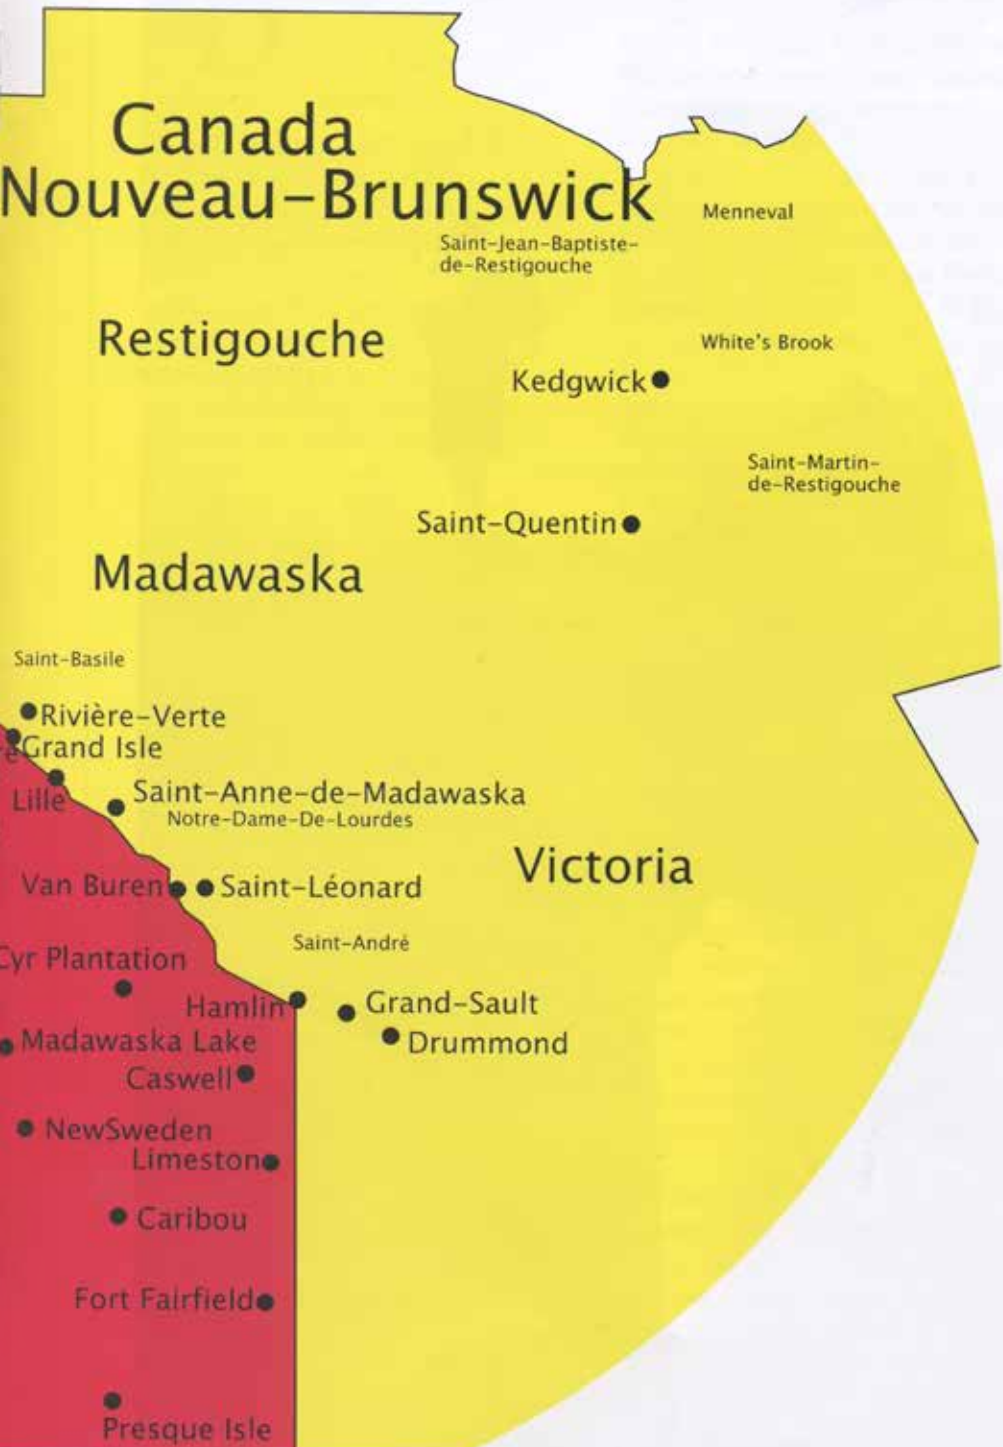 Canada
Nouveau-Brunswick
Menneval
Saint-Jean-Baptiste-
de-Restigouche
Restigouche
White's Brook
Kedgwick
Saint-Martin-
de-Restigouche
Saint-Quentin
Madawaska
Saint-Basile
Rivière-Verte
Grand Isle
Lille
Saint-Anne-de-Madawaska
Notre-Dame-De-Lourdes
Victoria
Van Buren
Saint-Léonard
Saint-André
Cyr Plantation
Hamlin
Grand-Sault
Drummond
Madawaska Lake
Caswell
NewSweden
Limeston
Caribou
Fort Fairfield
Presque Isle